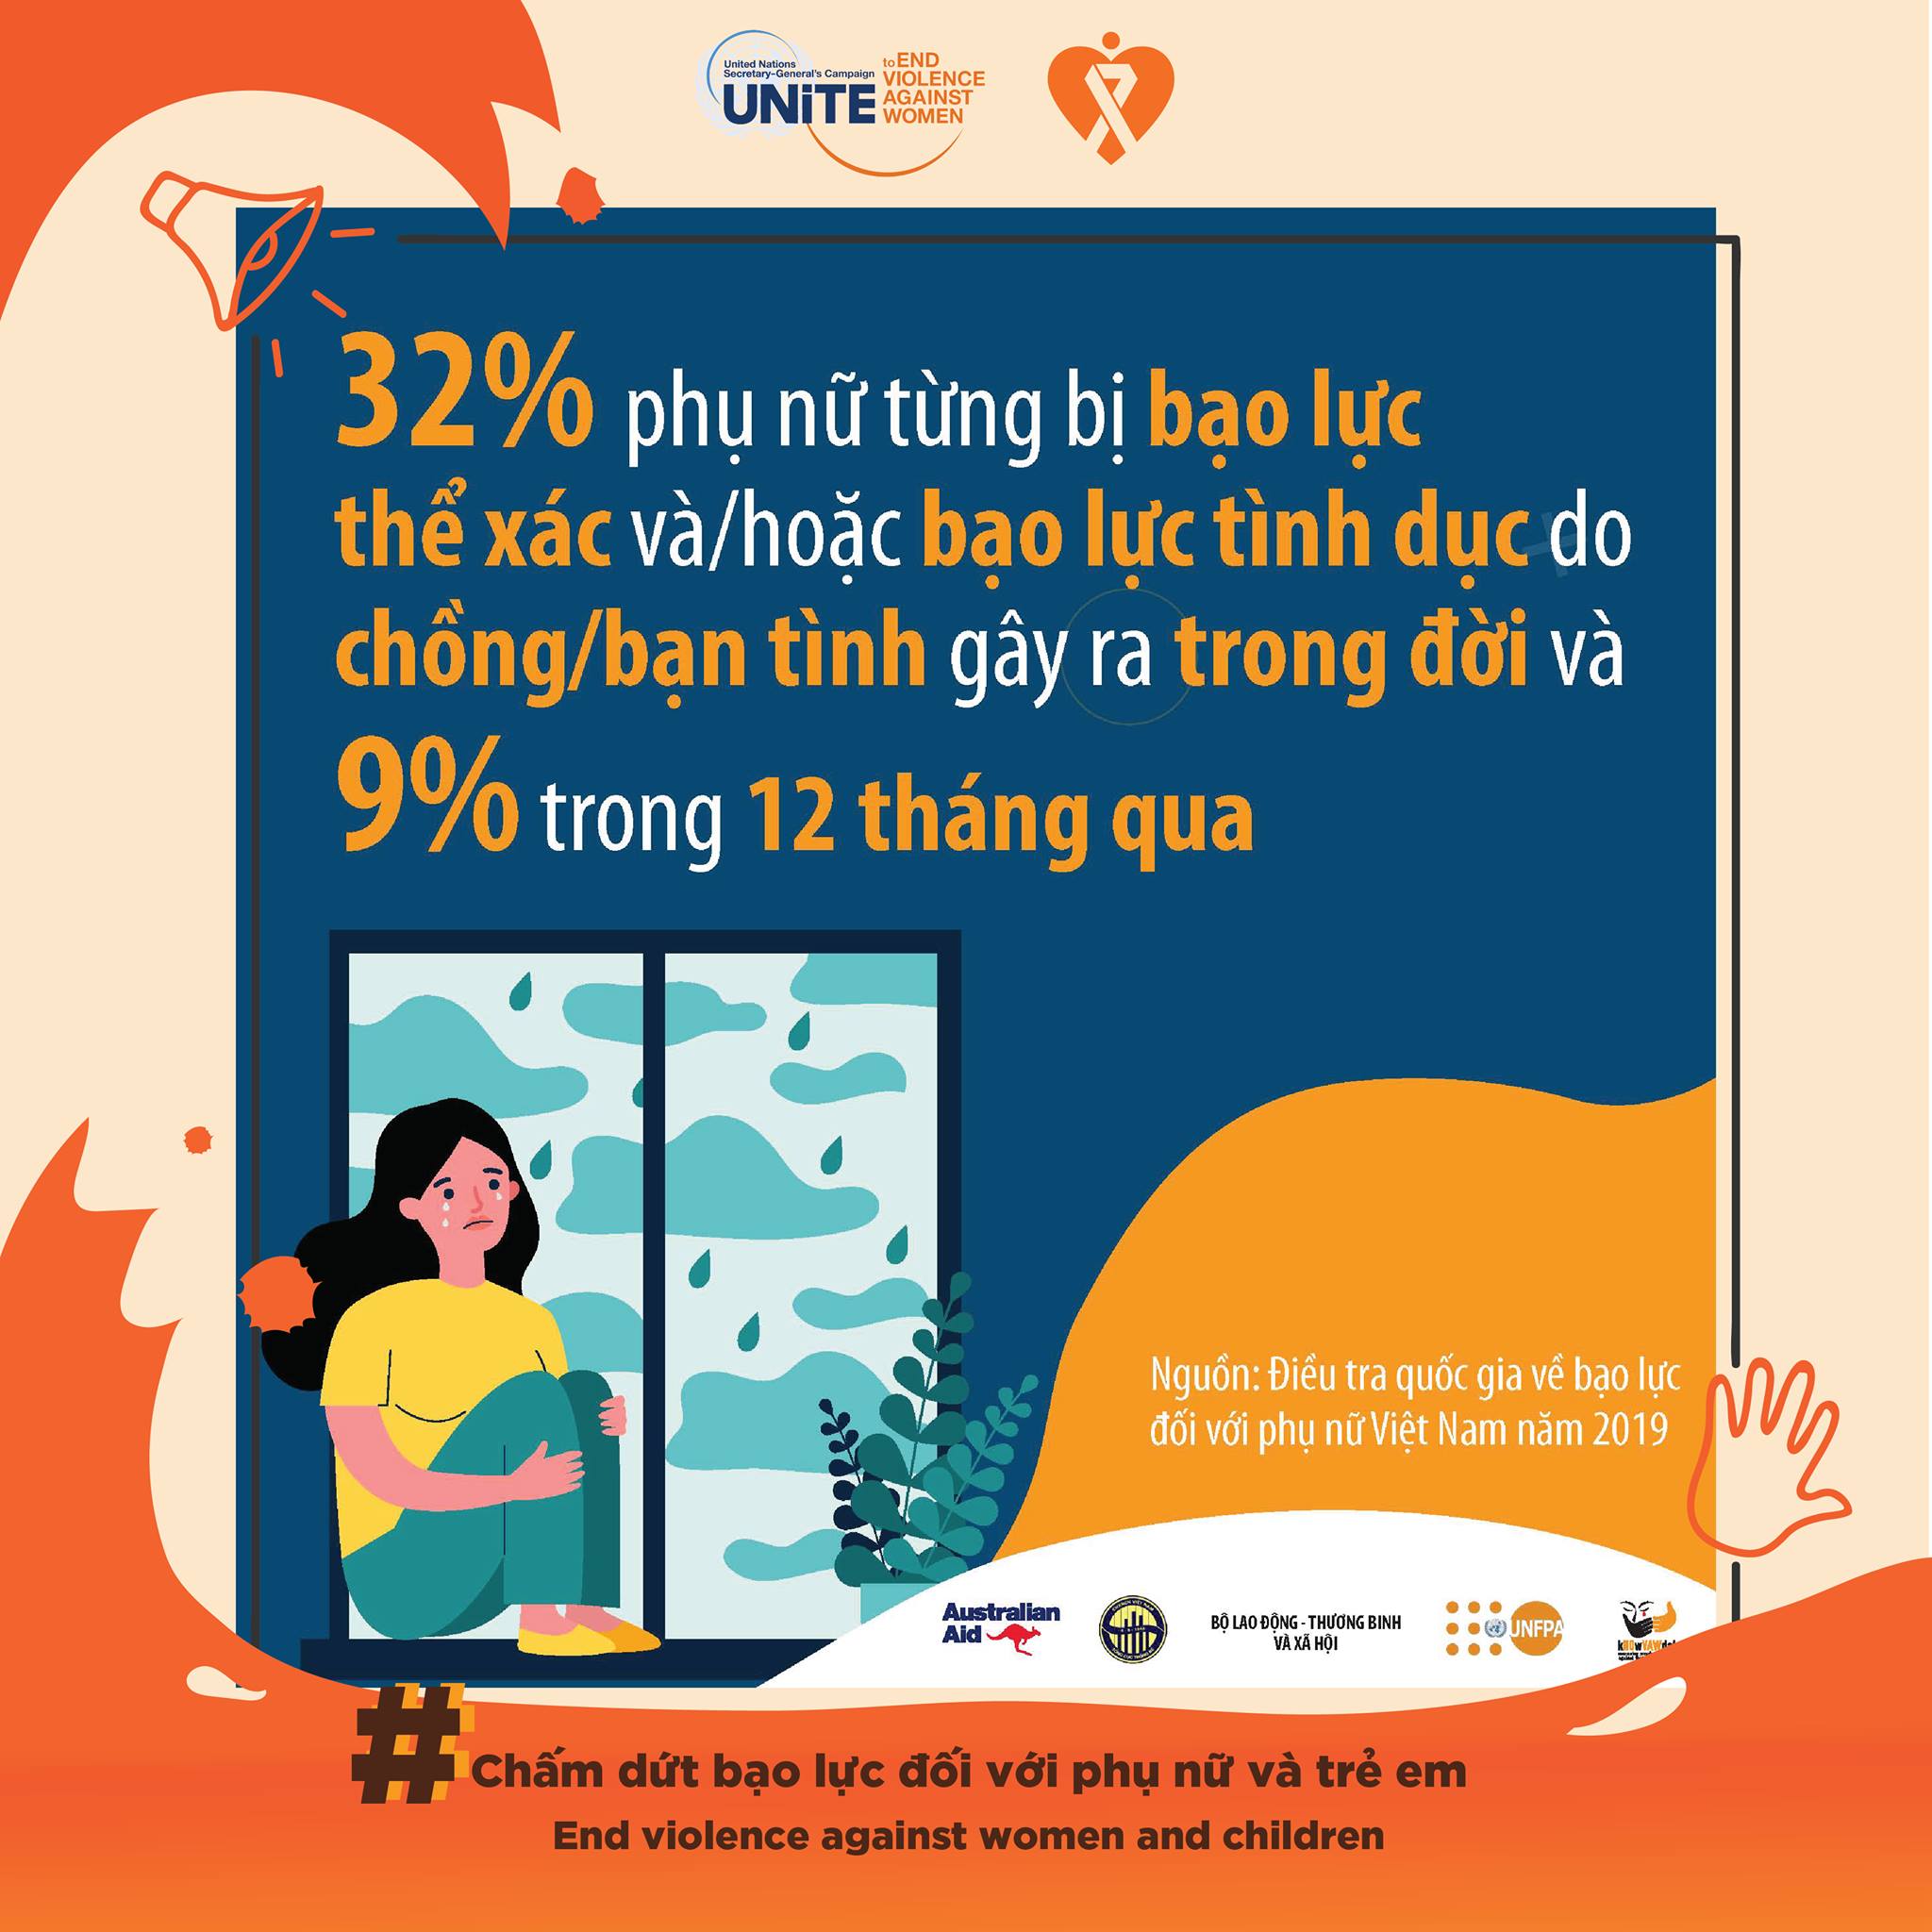 United Nations
Secretary-General's Campaign
UNiTE
to END
VIOLENCE
AGAINST
WOMEN
32% phụ nữ từng bị bạo lực
thể xác và/hoặc bạo lực tình dục do
chồng/bạn tình gây ra trong đời và
9% trong 12 tháng qua
Nguồn: Điều tra quốc gia về bạo lực
đối với phụ nữ Việt Nam năm 2019
Australian
Aid
BỘ LAO ĐỘNG - THƯƠNG BINH
VÀ XÃ HỘI
UNFPA
#Chấm dứt bạo lực đối với phụ nữ và trẻ em
End violence against women and children